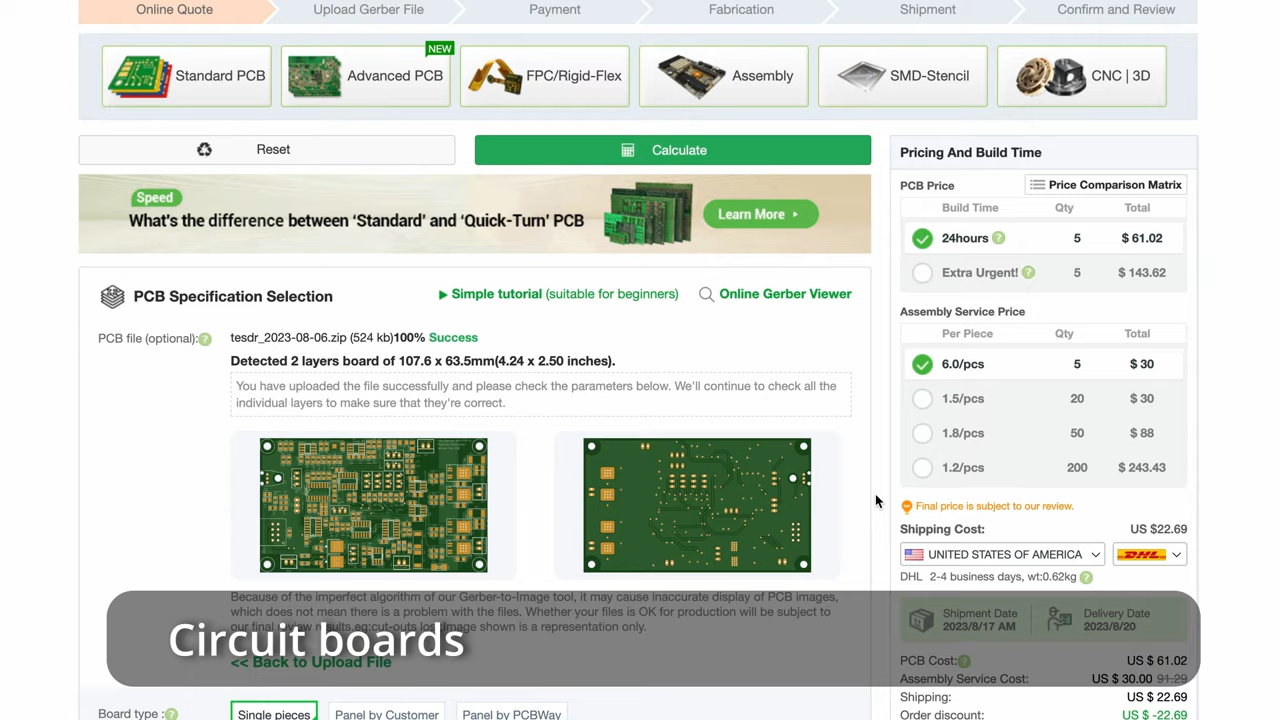 Online Quote
Upload Gerber File
Payment
Fabrication
Shipment
Confirm and Review
Standard PCB
NEW
Advanced PCB
FPC/Rigid-Flex
Assembly
SMD-Stencil
CNC | 3D
Reset
Calculate
Speed
What's the difference between 'Standard' and 'Quick-Turn' PCB
Learn More
PCB Specification Selection
Simple tutorial (suitable for beginners)
Online Gerber Viewer
PCB file (optional):
tesdr_2023-08-06.zip (524 kb)100% Success
Detected 2 layers board of 107.6 x 63.5mm(4.24 x 2.50 inches).
You have uploaded the file successfully and please check the parameters below. We'll continue to check all the
individual layers to make sure that they're correct.
Because of the imperfect algorithm of our Gerber-to-Image tool, it may cause inaccurate display of PCB images,
which does not mean there is a problem with the files. Whether your files is OK for production will be subject to
our final review results.eg:cut-outs lost. Image shown is a representation only.
Circuit boards
<< Back to Upload File
Board type :
Single pieces
Panel by Customer
Panel by PCBWay
Pricing And Build Time
PCB Price
Price Comparison Matrix
Build Time Qty Total
24hours 5 $ 61.02
Extra Urgent! 5 $ 143.62
Assembly Service Price
Per Piece Qty Total
6.0/pcs 5 $ 30
1.5/pcs 20 $ 30
1.8/pcs 50 $ 88
1.2/pcs 200 $ 243.43
Final price is subject to our review.
Shipping Cost: US $22.69
UNITED STATES OF AMERICA
DHL
DHL 2-4 business days, wt:0.62kg
Shipment Date
2023/8/17 AM
Delivery Date
2023/8/20
PCB Cost: US $ 61.02
Assembly Service Cost: US $ 30.00 91.29
Shipping: US $ 22.69
Order discount: US $ -22.69